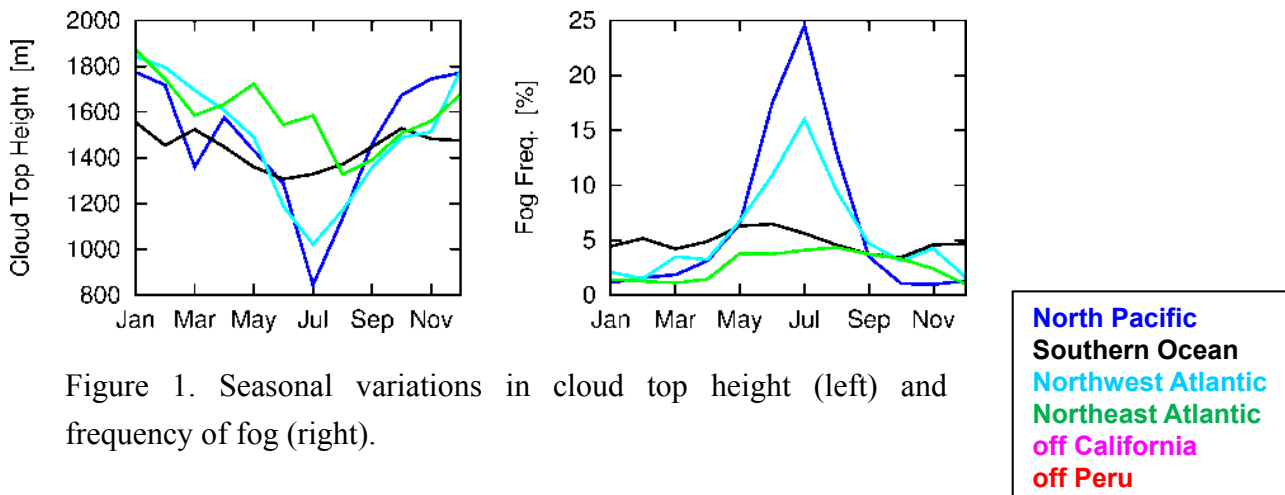 Cloud Top Height [m]
2000
1800
1600
1400
1200
1000
800
Jan Mar May Jul Sep Nov
Fog Freq. [%]
25
20
15
10
5
0
Jan Mar May Jul Sep Nov
Figure 1. Seasonal variations in cloud top height (left) and
frequency of fog (right).
North Pacific
Southern Ocean
Northwest Atlantic
Northeast Atlantic
off California
off Peru